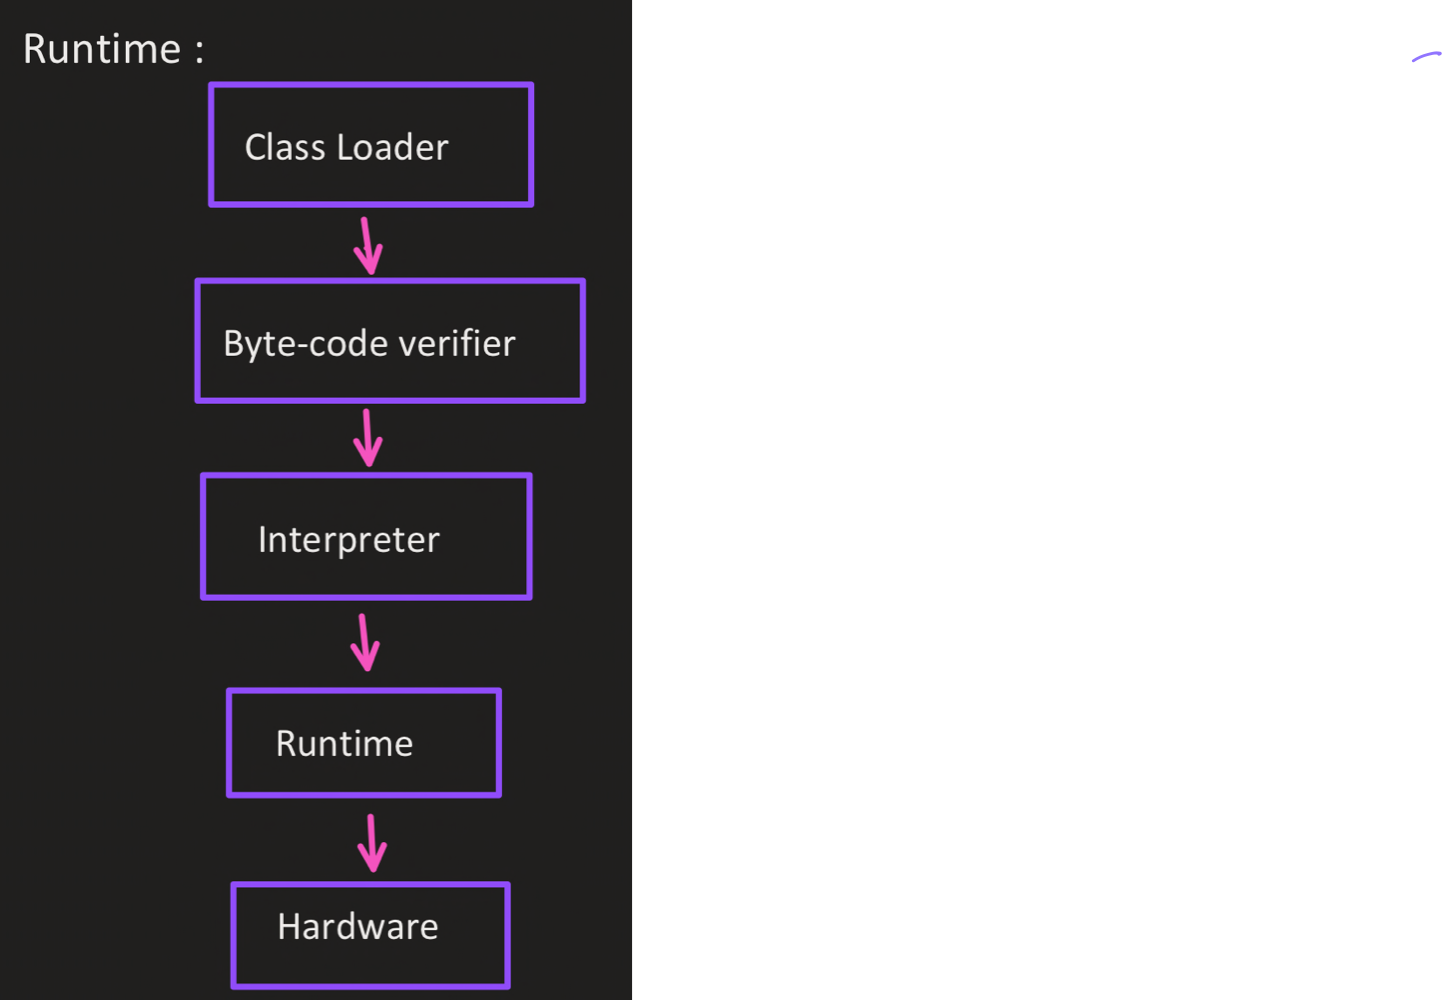 Runtime :
Class Loader
Byte-code verifier
Interpreter
Runtime
Hardware